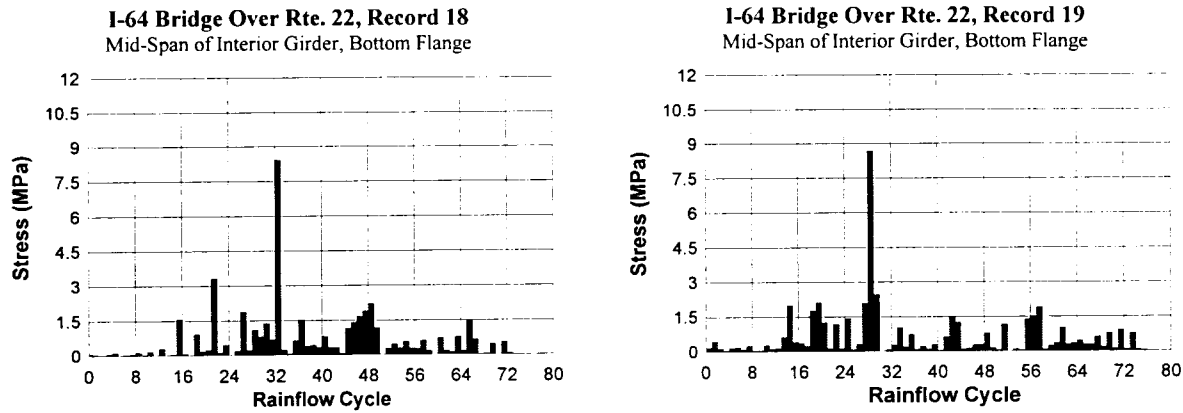 I-64 Bridge Over Rte. 22, Record 18
Mid-Span of Interior Girder, Bottom Flange
12
10.5
9
7.5
6
4.5
3
1.5
0
Stress (MPa)
0 8 16 24 32 40 48 56 64 72 80
Rainflow Cycle
I-64 Bridge Over Rte. 22, Record 19
Mid-Span of Interior Girder, Bottom Flange
12
10.5
9
7.5
6
4.5
3
1.5
0
Stress (MPa)
0 8 16 24 32 40 48 56 64 72 80
Rainflow Cycle